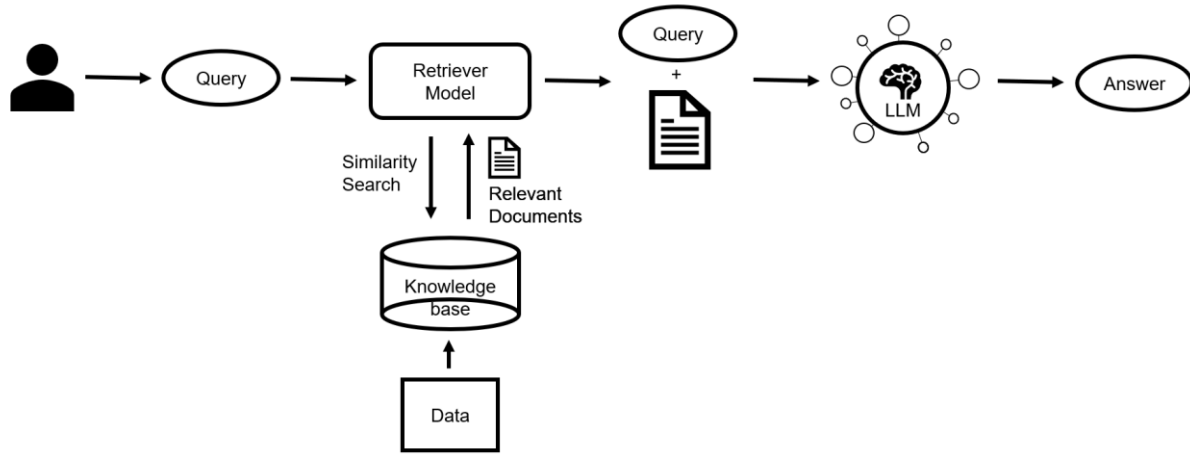 Query
Retriever
Model
Query
+
LLM
Answer
Similarity
Search
Relevant
Documents
Knowledge
base
Data